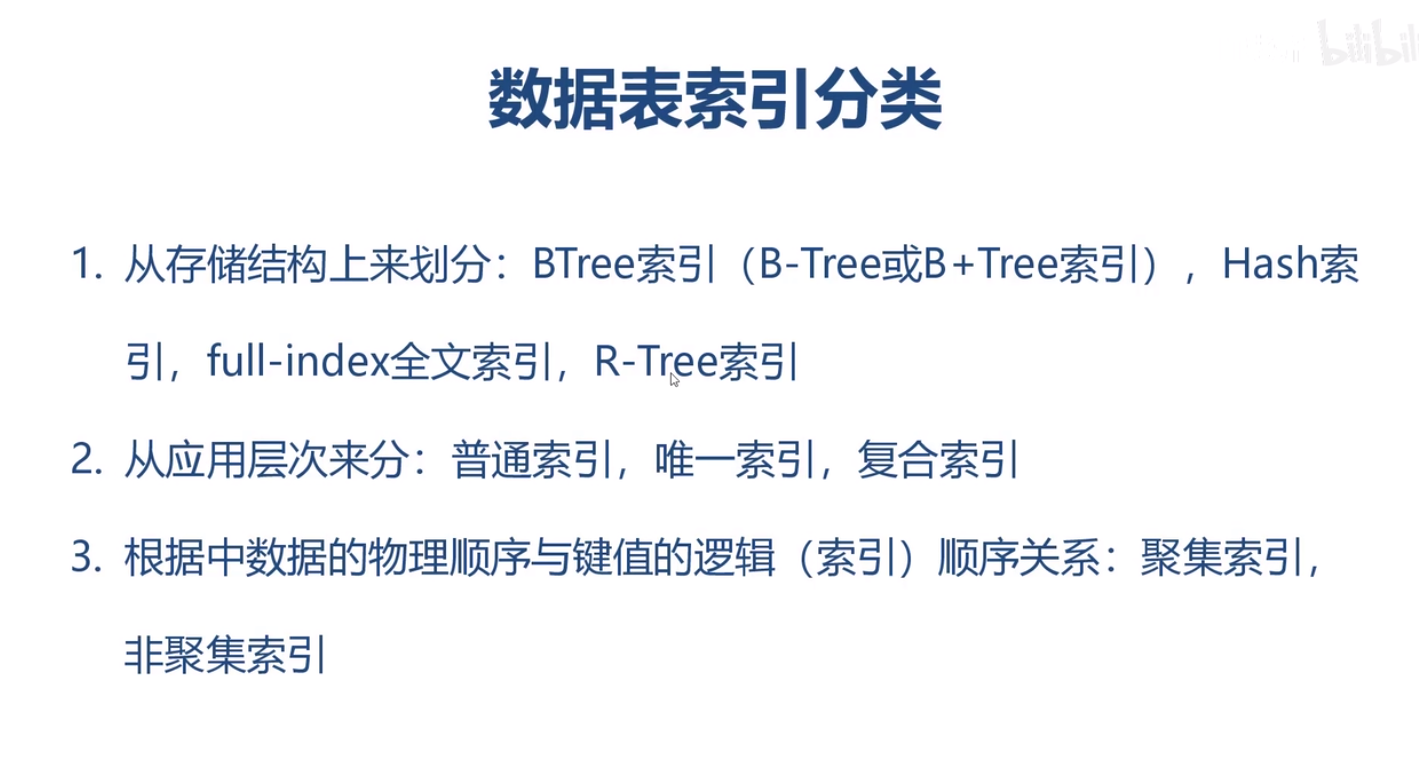 bilibili
数据表索引分类
1. 从存储结构上来划分：BTree索引（B-Tree或B+Tree索引），Hash索
引，full-index全文索引，R-Tree索引
2. 从应用层次来分：普通索引，唯一索引，复合索引
3. 根据中数据的物理顺序与键值的逻辑（索引）顺序关系：聚集索引，
非聚集索引